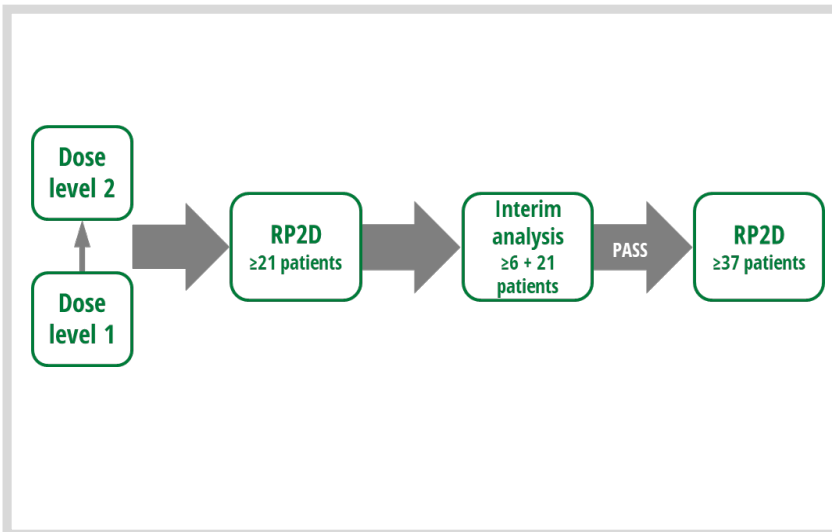 Dose
level 2
Dose
level 1
RP2D
≥21 patients
Interim
analysis
≥6 + 21
patients
PASS
RP2D
≥37 patients